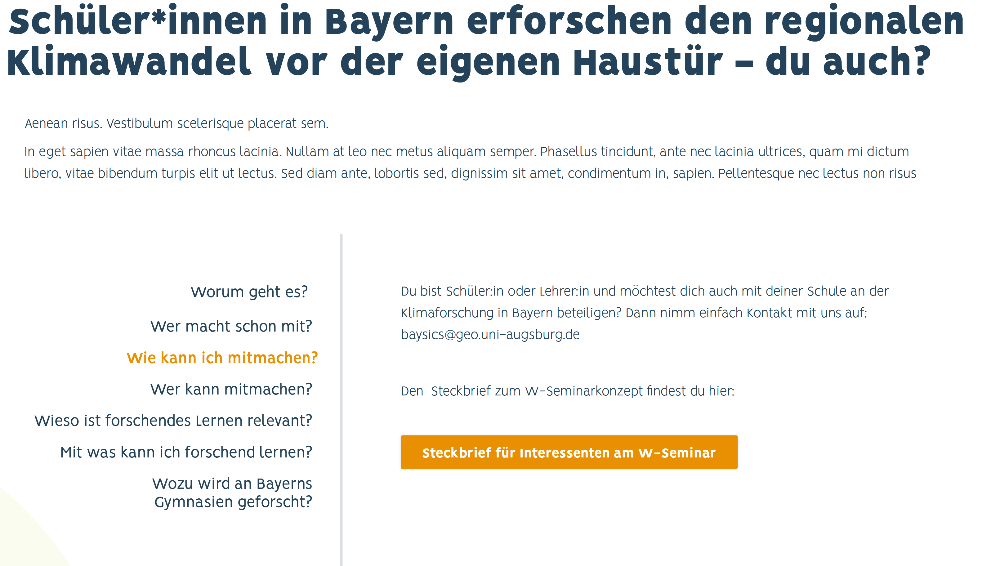 Schüler*innen in Bayern erforschen den regionalen
Klimawandel vor der eigenen Haustür – du auch?
Aenean risus. Vestibulum scelerisque placerat sem.
In eget sapien vitae massa rhoncus lacinia. Nullam at leo nec metus aliquam semper. Phasellus tincidunt, ante nec lacinia ultrices, quam mi dictum
libero, vitae bibendum turpis elit ut lectus. Sed diam ante, lobortis sed, dignissim sit amet, condimentum in, sapien. Pellentesque nec lectus non risus
Worum geht es?
Wer macht schon mit?
Wie kann ich mitmachen?
Wer kann mitmachen?
Wieso ist forschendes Lernen relevant?
Mit was kann ich forschend lernen?
Wozu wird an Bayerns
Gymnasien geforscht?
Du bist Schüler:in oder Lehrer:in und möchtest dich auch mit deiner Schule an der
Klimaforschung in Bayern beteiligen? Dann nimm einfach Kontakt mit uns auf:
baysics@geo.uni-augsburg.de
Den  Steckbrief zum W-Seminarkonzept findest du hier:
Steckbrief für Interessenten am W-Seminar